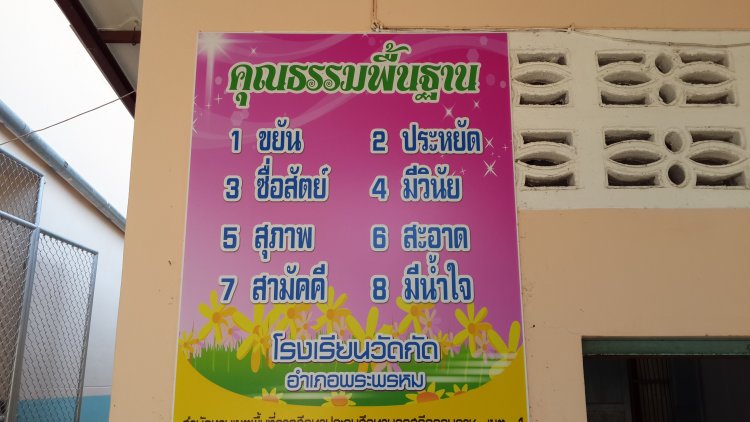 คุณธรรมพื้นฐาน
1 ขยัน 2 ประหยัด
3 ซื่อสัตย์ 4 มีวินัย
5 สุภาพ 6 สะอาด
7 สามัคคี 8 มีน้ำใจ
โรงเรียนวัดคัด
อำเภอพระพรหม